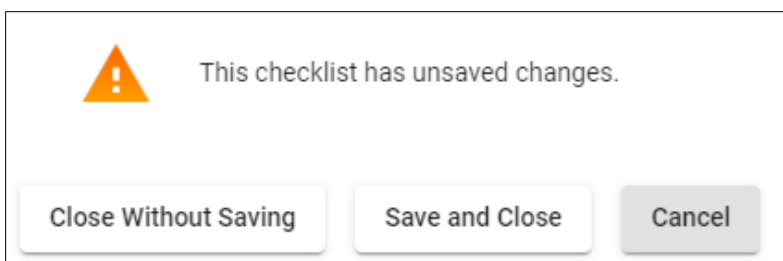 This checklist has unsaved changes.
Close Without Saving
Save and Close
Cancel